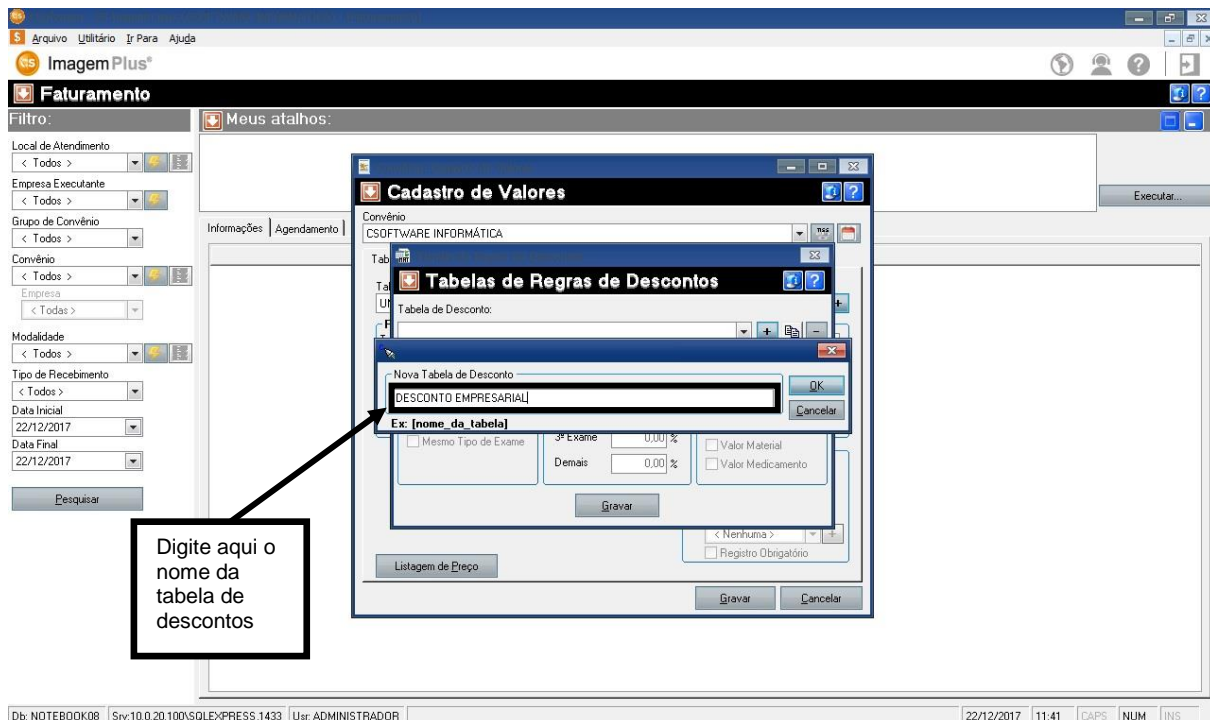 Arquivo Utilitário Ir Para Ajuda
ImagemPlus®
Faturamento
Filtro:
Meus atalhos:
Local de Atendimento
< Todos >
Empresa Executante
< Todos >
Grupo de Convênio
< Todos >
Convênio
< Todos >
Empresa
< Todas >
Modalidade
< Todos >
Tipo de Recebimento
< Todos >
Data Inicial
22/12/2017
Data Final
22/12/2017
Pesquisar
Executar...
Informações Agendamento
Cadastro de Valores
Convênio
CSOFTWARE INFORMÁTICA
Tabelas de Regras de Descontos
Tabela de Desconto:
Nova Tabela de Desconto
DESCONTO EMPRESARIAL
OK
Cancelar
Ex: [nome_da_tabela]
Mesmo Tipo de Exame
3º Exame 0,00 %
Demais 0,00 %
Valor Material
Valor Medicamento
Gravar
< Nenhuma >
Registro Obrigatório
Listagem de Preço
Gravar Cancelar
Digite aqui o
nome da
tabela de
descontos
Db: NOTEBOOK08 Srv:10.0.20.100\SQLEXPRESS,1433 Usr: ADMINISTRADOR 22/12/2017 11:41 CAPS NUM INS